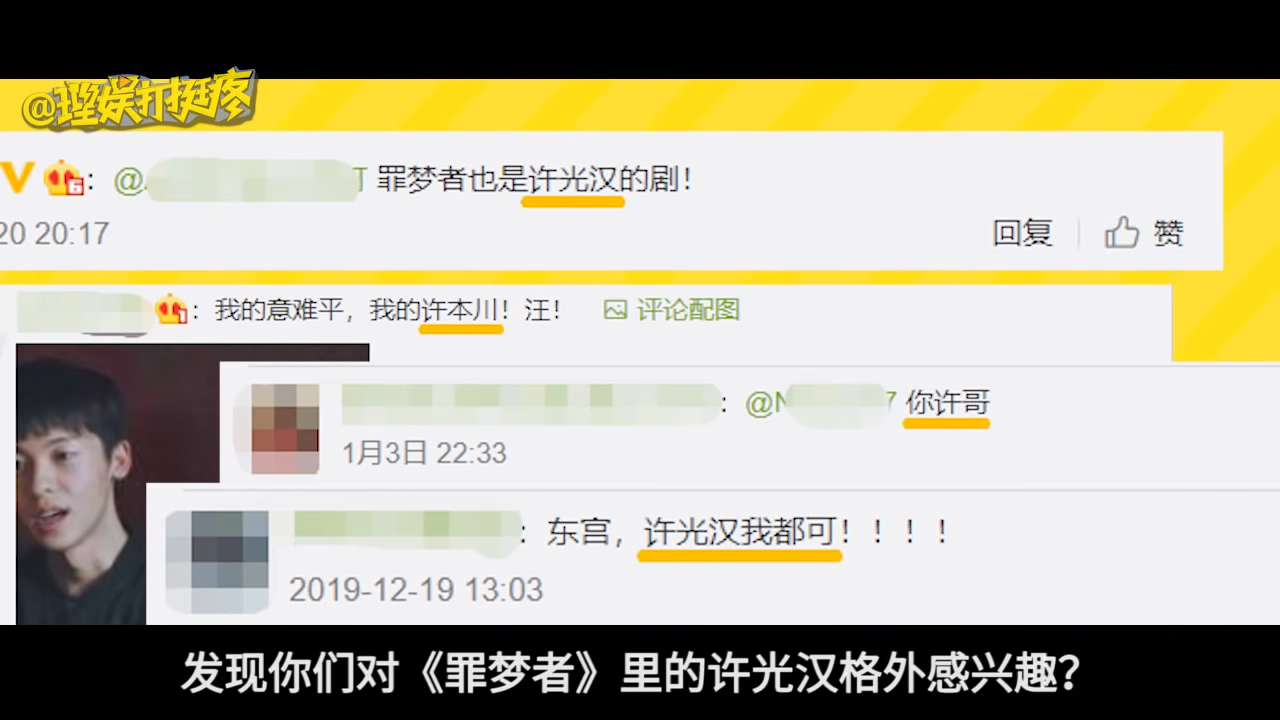 @理娱打挺疼
: @ 罪梦者也是许光汉的剧!
20 20:17
回复 赞
: 我的意难平,我的许本川!汪! 评论配图
: @N 7 你许哥
1月3日 22:33
: 东宫,许光汉我都可!!!!
2019-12-19 13:03
发现你们对《罪梦者》里的许光汉格外感兴趣?